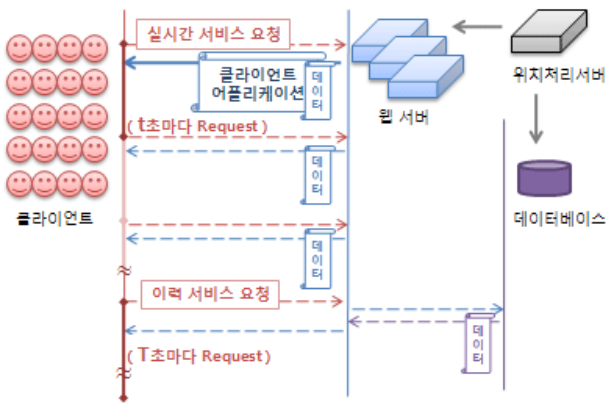 실시간 서비스 요청
클라이언트
어플리케이션
데이터
( t초마다 Request )
데이터
데이터
이력 서비스 요청
데이터
( T초마다 Request )
클라이언트
웹 서버
위치처리서버
데이터베이스